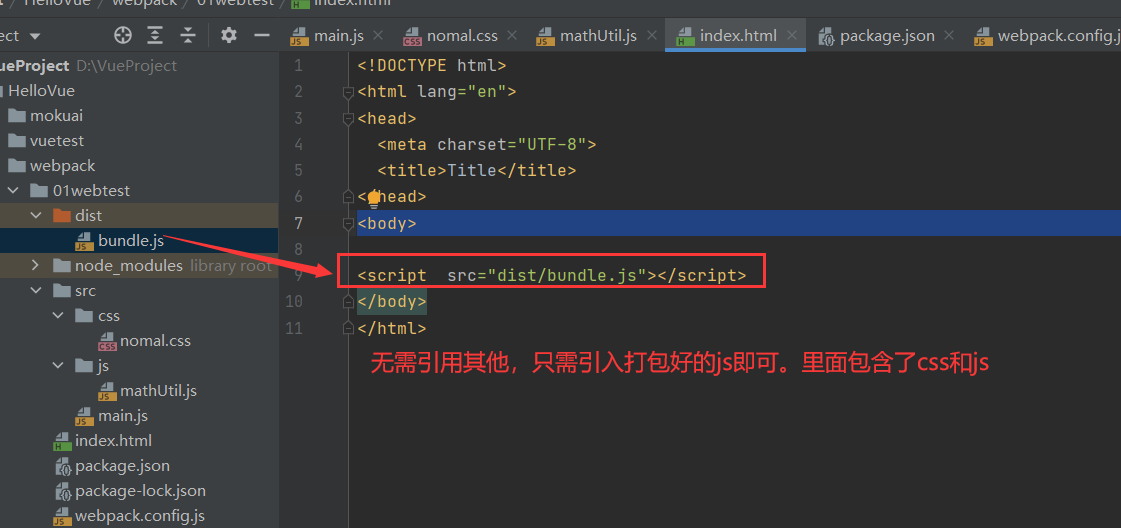 HelloVue / webpack / 01webtest / index.html
ect
main.js
nomal.css
mathUtil.js
index.html
package.json
webpack.config.j
ueProject D:\VueProject
HelloVue
mokuai
vuetest
webpack
01webtest
dist
bundle.js
node_modules library root
src
css
nomal.css
js
mathUtil.js
main.js
index.html
package.json
package-lock.json
webpack.config.js
1 <!DOCTYPE html>
2 <html lang="en">
3 <head>
4 <meta charset="UTF-8">
5 <title>Title</title>
6 </head>
7 <body>
8
9 <script src="dist/bundle.js"></script>
10 </body>
11 </html>
无需引用其他，只需引入打包好的js即可。里面包含了css和js